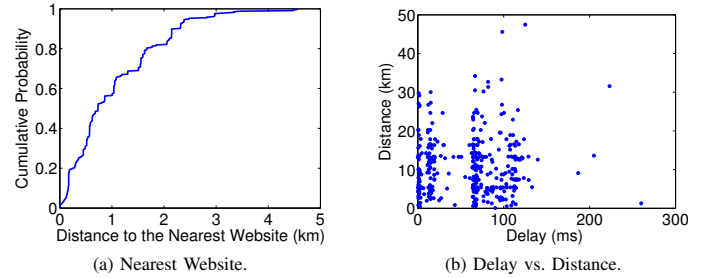 1
0.8
0.6
0.4
0.2
0
0 1 2 3 4 5
Cumulative Probability
Distance to the Nearest Website (km)
(a) Nearest Website.
50
40
30
20
10
0
0 100 200 300
Distance (km)
Delay (ms)
(b) Delay vs. Distance.